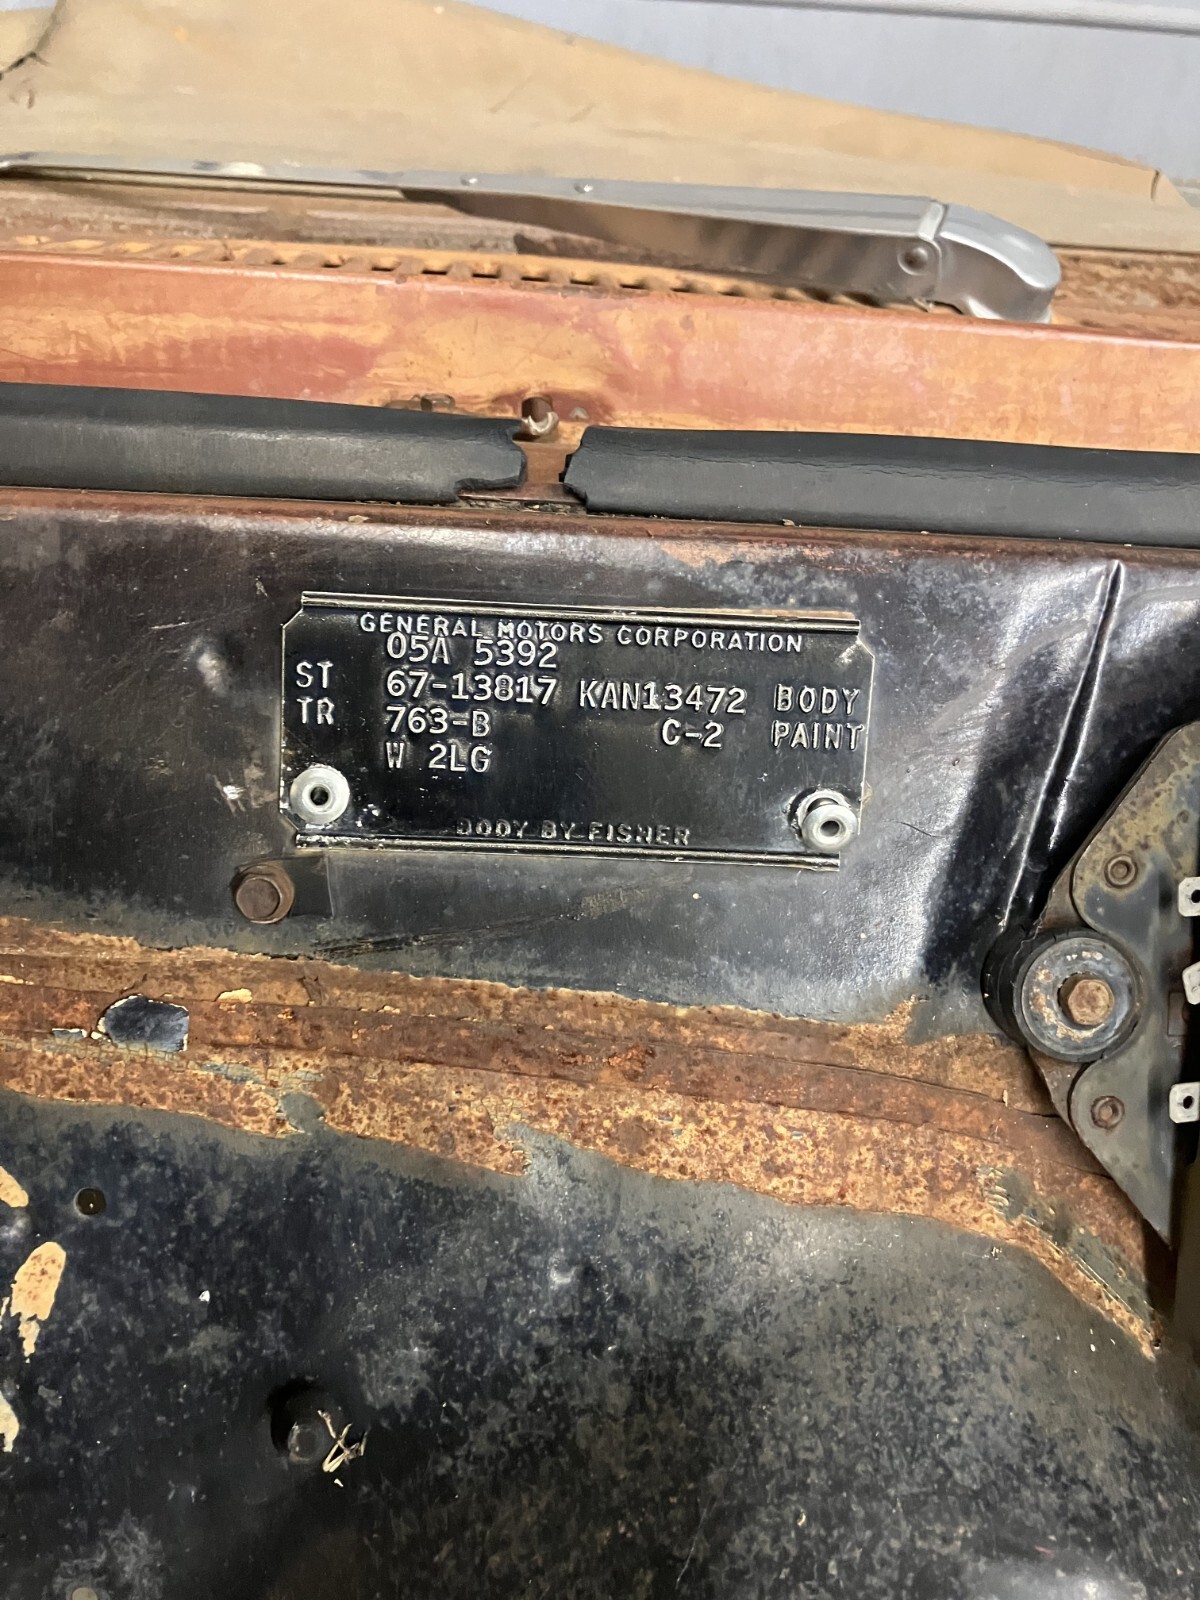 GENERAL MOTORS CORPORATION
05A 5392
ST 67-13817 KAN13472 BODY
TR 763-B C-2 PAINT
W 2LG
BODY BY FISHER